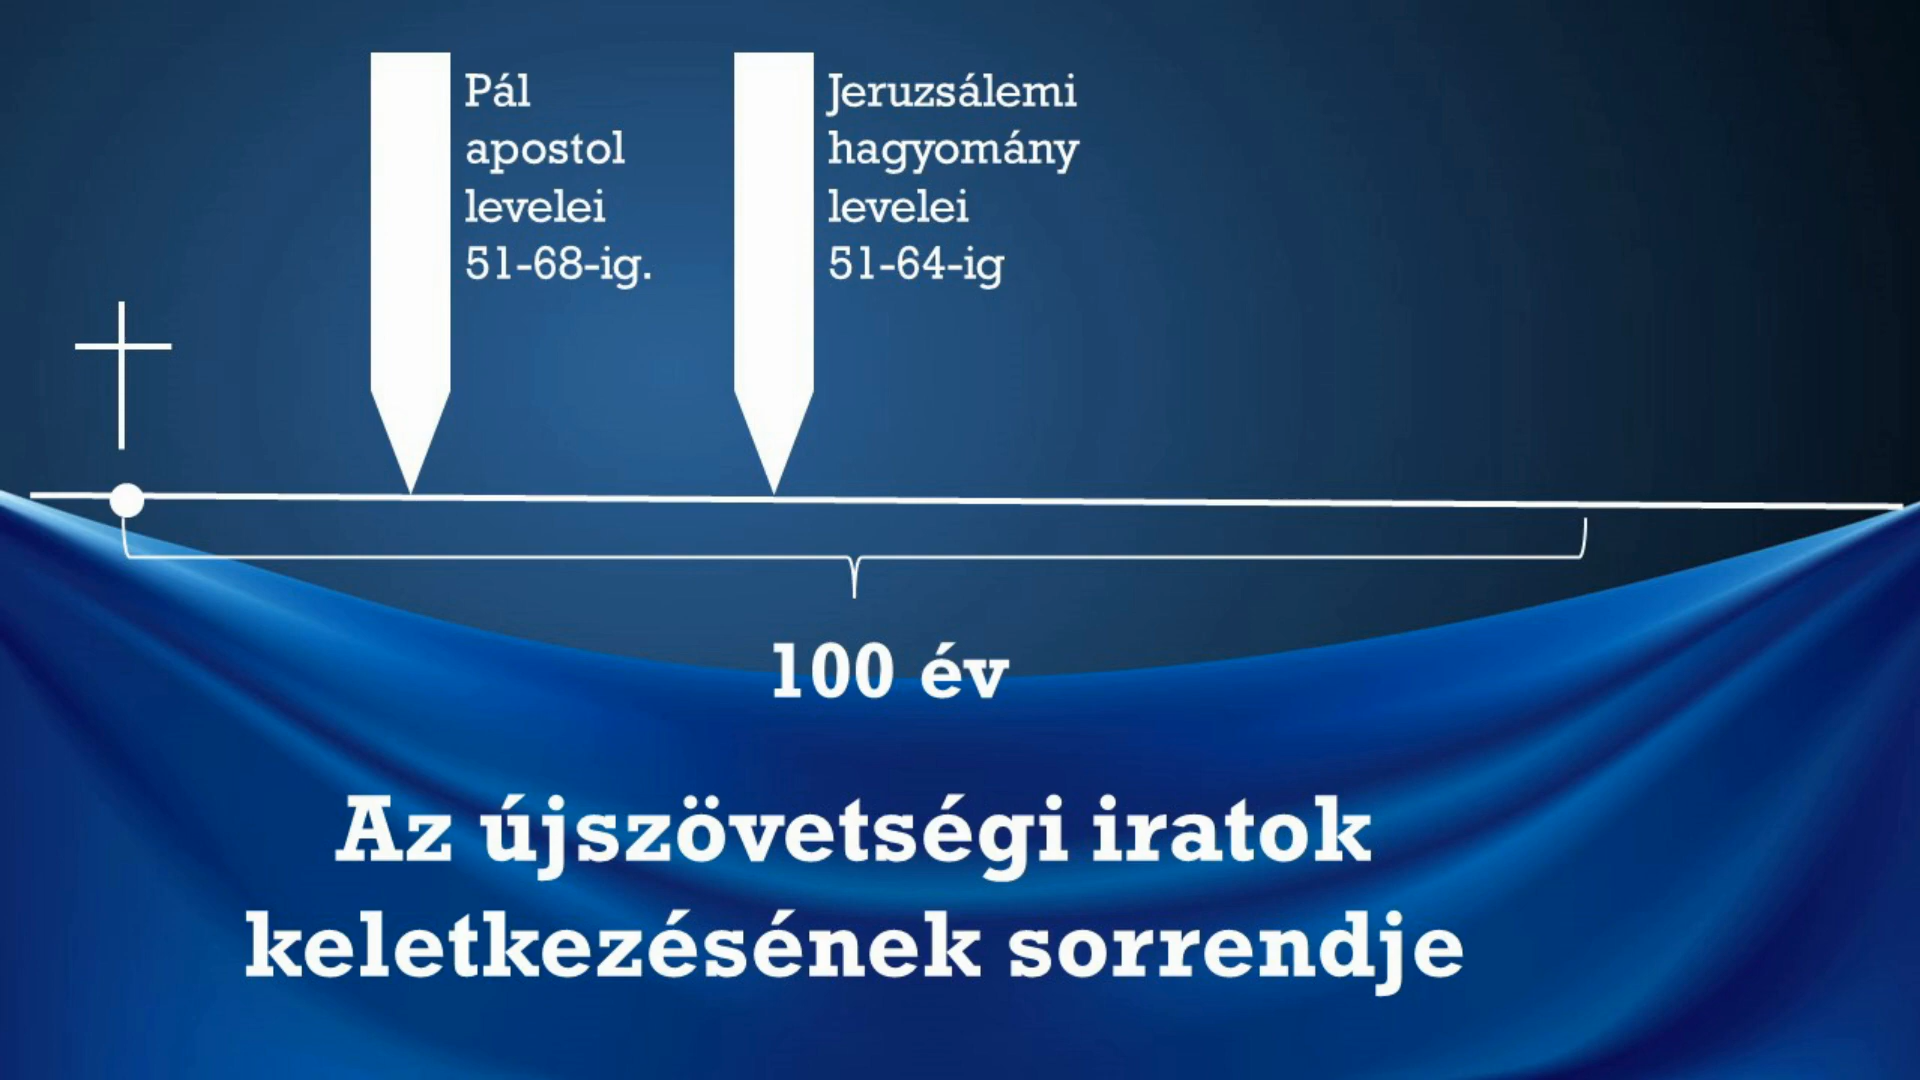 Pál
apostol
levelei
51-68-ig.
Jeruzsálemi
hagyomány
levelei
51-64-ig
100 év
Az újszövetségi iratok
keletkezésének sorrendje